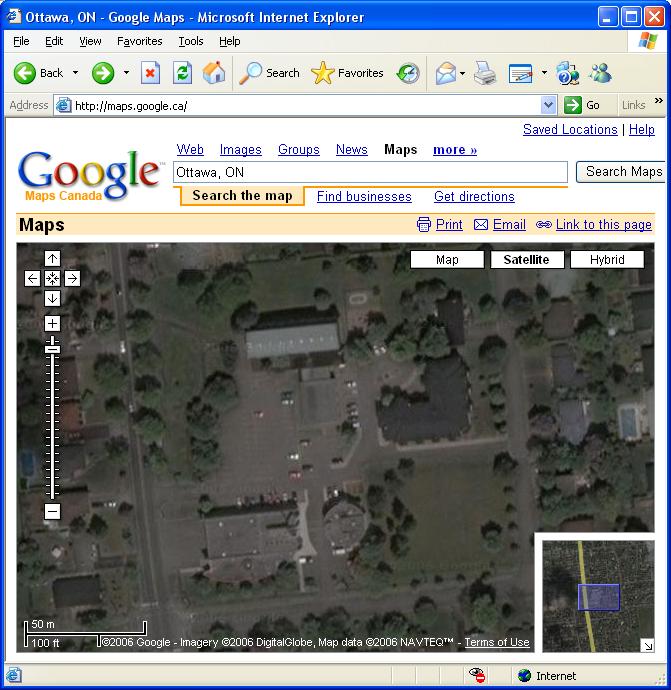 Ottawa, ON - Google Maps - Microsoft Internet Explorer
File Edit View Favorites Tools Help
Back Search Favorites
Address http://maps.google.ca/ Go Links »
Saved Locations | Help
Web Images Groups News Maps more »
Google™
Maps Canada
Ottawa, ON Search Maps
Search the map Find businesses Get directions
Maps Print Email Link to this page
Map Satellite Hybrid
50 m
100 ft
©2006 Google - Imagery ©2006 DigitalGlobe, Map data ©2006 NAVTEQ™ - Terms of Use
Internet